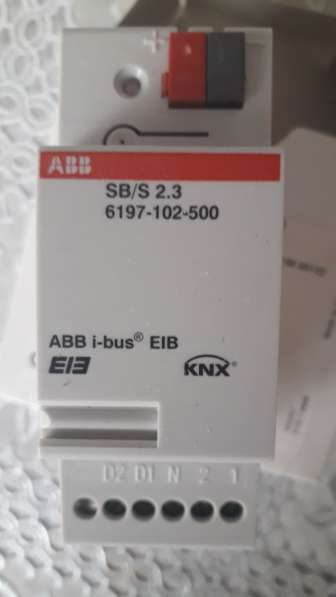 +
ABB
SB/S 2.3
6197-102-500
ABB i-bus® EIB
EIB
KNX®
D2 D1 N 2 1